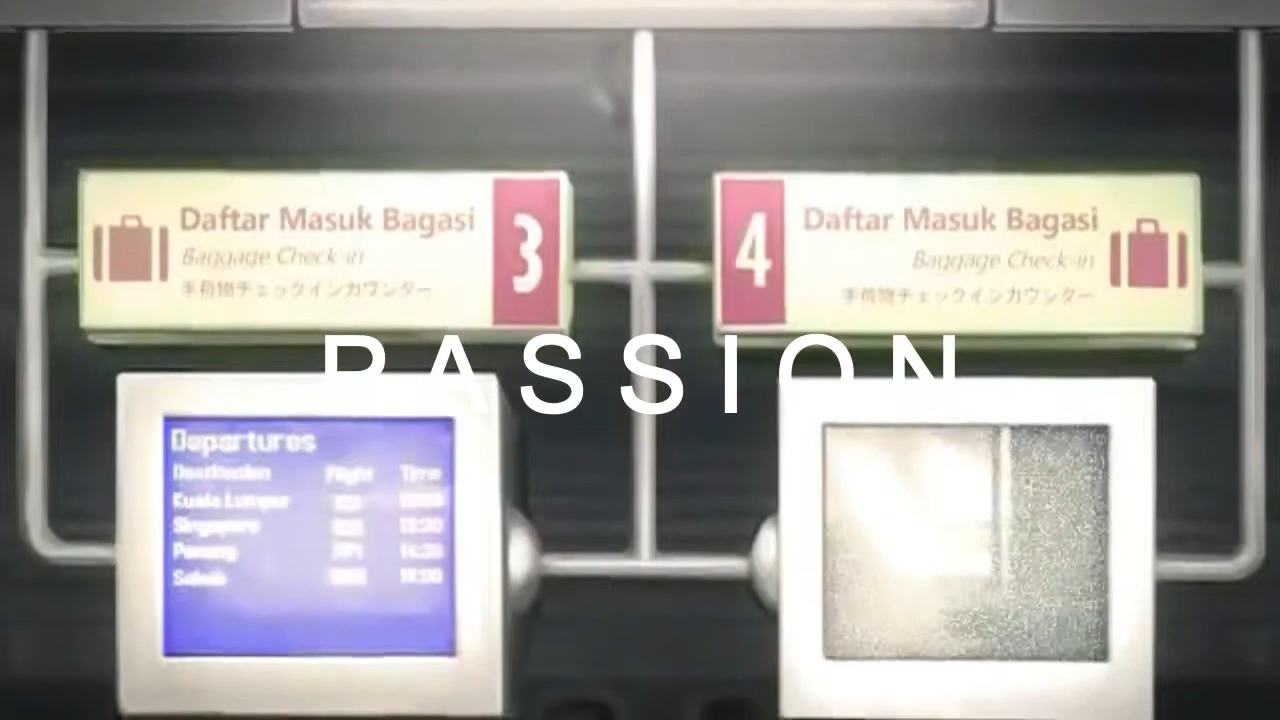 Daftar Masuk Bagasi
Baggage Check-in
手荷物チェックインカウンター
3
4
Daftar Masuk Bagasi
Baggage Check-in
手荷物チェックインカウンター
PASSION
Departures
Destination Flight Time
Kuala Lumpur
Singapore
Penang
Sabah